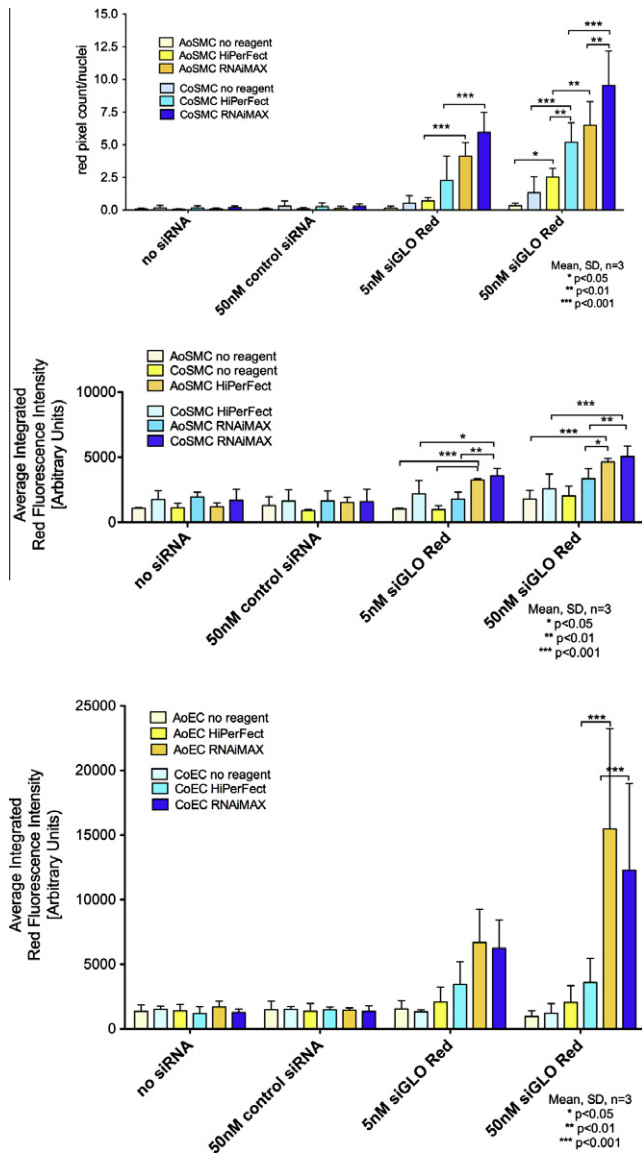 15.0
12.5
10.0
7.5
5.0
2.5
0.0
red pixel count/nuclei
AoSMC no reagent
AoSMC HiPerFect
AoSMC RNAiMAX
CoSMC no reagent
CoSMC HiPerFect
CoSMC RNAiMAX
***
***
*
***
**
**
***
**
no siRNA
50nM control siRNA
5nM siGLO Red
50nM siGLO Red
Mean, SD, n=3
* p<0.05
** p<0.01
*** p<0.001
Average Integrated
Red Fluorescence Intensity
[Arbitrary Units)
10000
5000
0
AoSMC no reagent
CoSMC no reagent
AoSMC HiPerFect
CoSMC HiPerFect
AoSMC RNAiMAX
CoSMC RNAiMAX
*
***
**
***
***
**
*
no siRNA
50nM control siRNA
5nM siGLO Red
50nM siGLO Red
Mean, SD, n=3
* p<0.05
** p<0.01
*** p<0.001
Average Integrated
Red Fluorescence Intensity
[Arbitrary Units)
25000
20000
15000
10000
5000
0
AoEC no reagent
AoEC HiPerFect
AoEC RNAiMAX
CoEC no reagent
CoEC HiPerFect
CoEC RNAiMAX
***
***
no siRNA
50nM control siRNA
5nM siGLO Red
50nM siGLO Red
Mean, SD, n=3
* p<0.05
** p<0.01
*** p<0.001